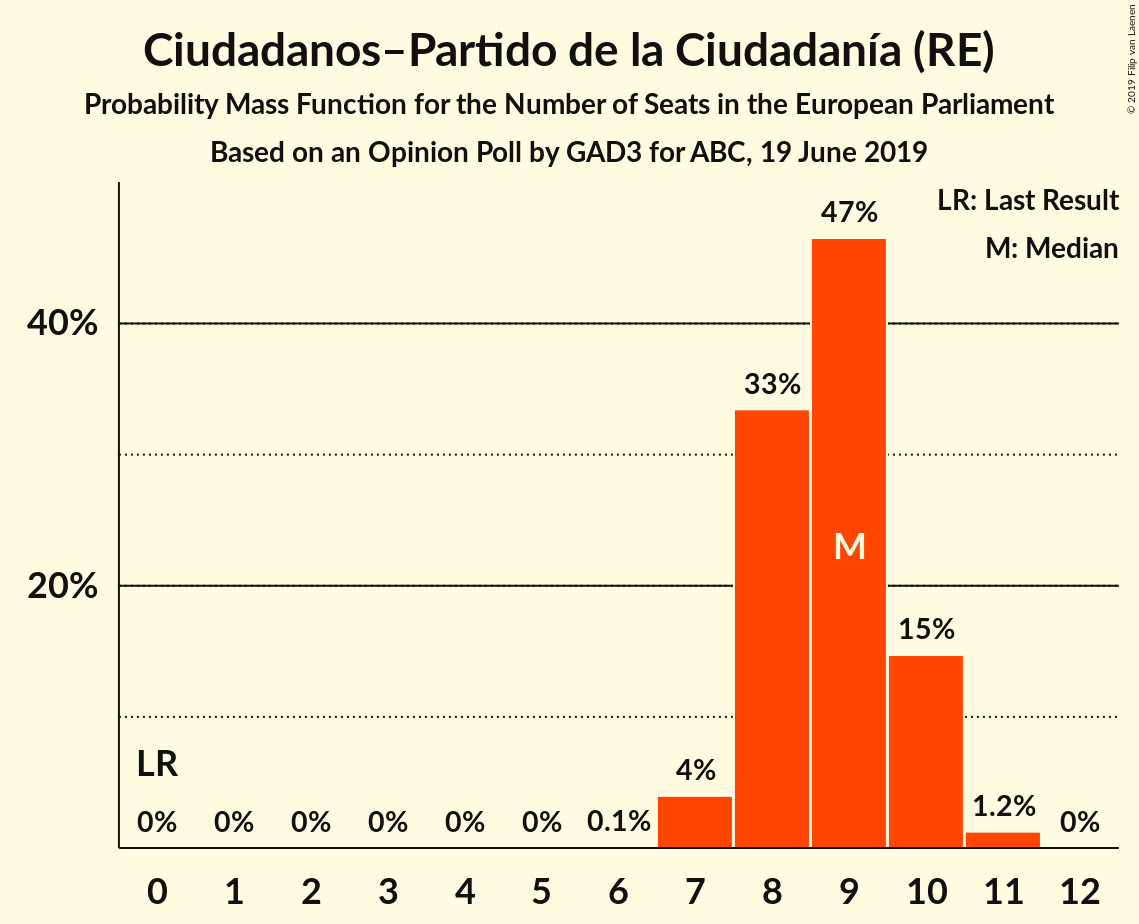 Ciudadanos–Partido de la Ciudadanía (RE)
Probability Mass Function for the Number of Seats in the European Parliament
Based on an Opinion Poll by GAD3 for ABC, 19 June 2019
© 2019 Filip van Laenen
LR: Last Result
M: Median
47%
40%
33%
M
20%
15%
LR
4%
1.2%
0% 0% 0% 0% 0% 0% 0.1% 0%
0 1 2 3 4 5 6 7 8 9 10 11 12